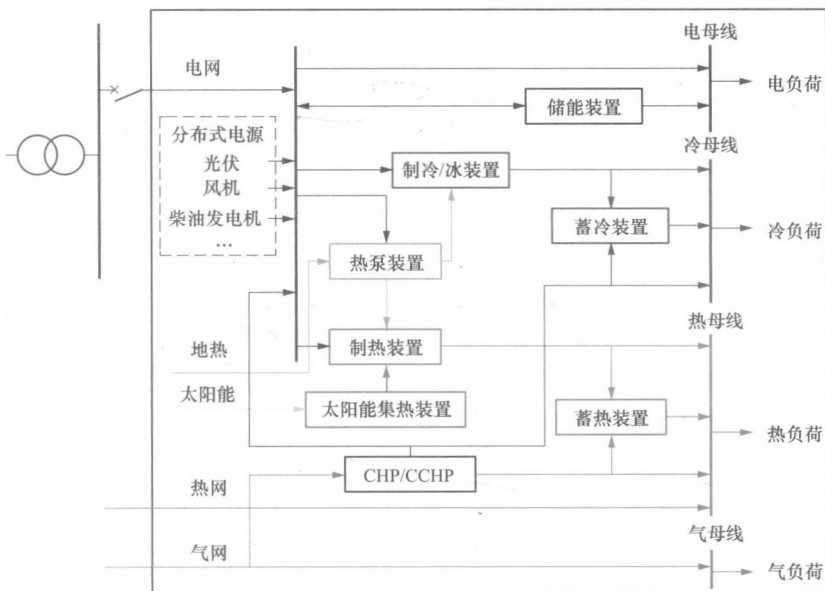 电母线
电网
电负荷
储能装置
分布式电源
光伏
风机
柴油发电机
…
冷母线
制冷/冰装置
蓄冷装置
冷负荷
热泵装置
热母线
地热
制热装置
太阳能
太阳能集热装置
蓄热装置
热负荷
CHP/CCHP
热网
气母线
气网
气负荷